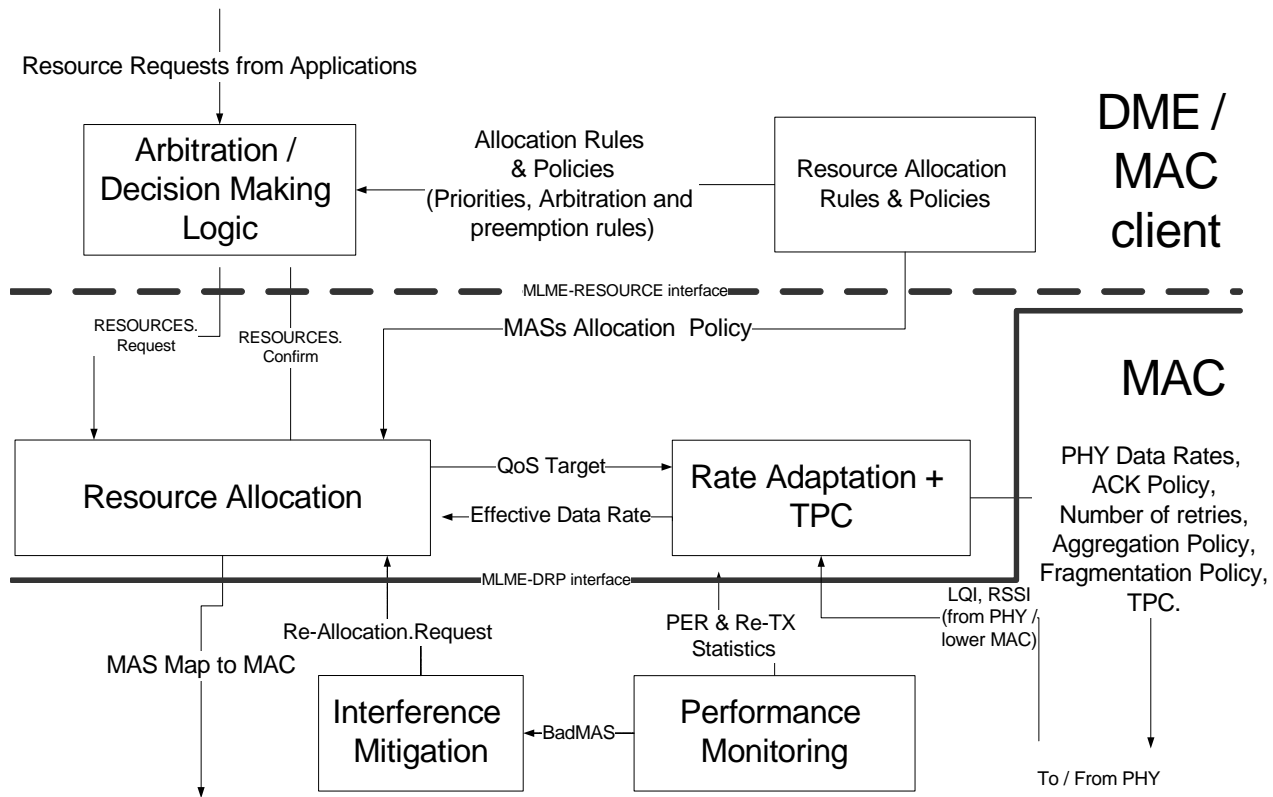 Resource Requests from Applications
Arbitration /
Decision Making
Logic
Allocation Rules
& Policies
(Priorities, Arbitration and
preemption rules)
Resource Allocation
Rules & Policies
DME /
MAC
client
MLME-RESOURCE interface
RESOURCES.
Request
RESOURCES.
Confirm
MASs Allocation Policy
MAC
Resource Allocation
QoS Target
Effective Data Rate
Rate Adaptation +
TPC
PHY Data Rates,
ACK Policy,
Number of retries,
Aggregation Policy,
Fragmentation Policy,
TPC.
MLME-DRP interface
LQI, RSSI
(from PHY /
lower MAC)
Re-Allocation.Request
PER & Re-TX
Statistics
MAS Map to MAC
Interference
Mitigation
BadMAS
Performance
Monitoring
To / From PHY